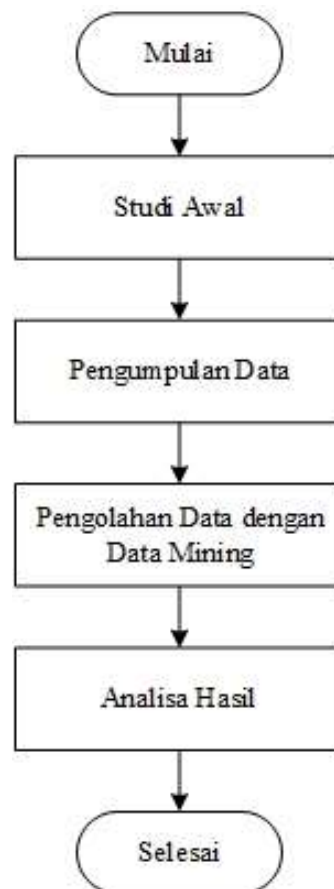 Mulai
Studi Awal
Pengumpulan Data
Pengolahan Data dengan
Data Mining
Analisa Hasil
Selesai